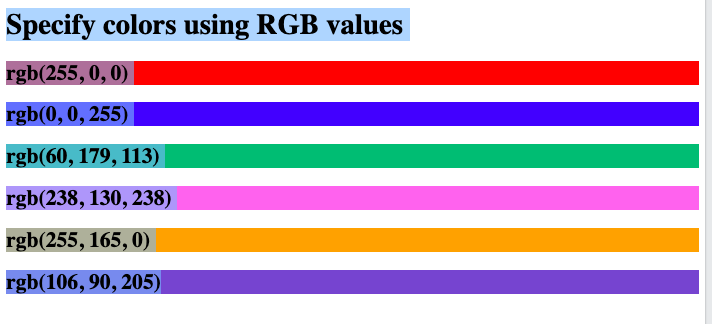 Specify colors using RGB values
rgb(255, 0, 0)
rgb(0, 0, 255)
rgb(60, 179, 113)
rgb(238, 130, 238)
rgb(255, 165, 0)
rgb(106, 90, 205)